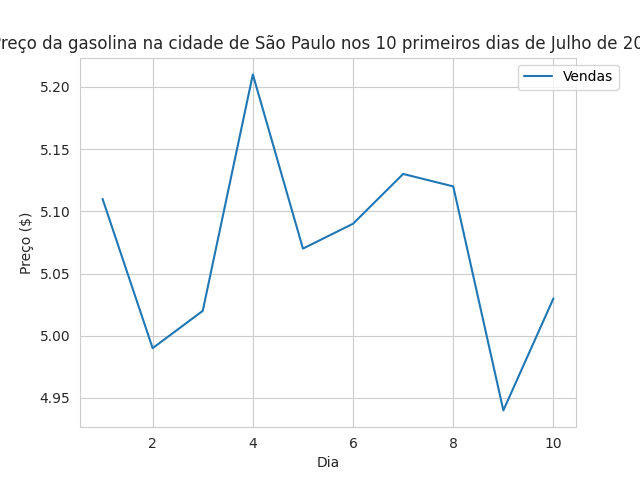 Preço da gasolina na cidade de São Paulo nos 10 primeiros dias de Julho de 20
Vendas
5.20
5.15
5.10
5.05
5.00
4.95
Preço ($)
2 4 6 8 10
Dia